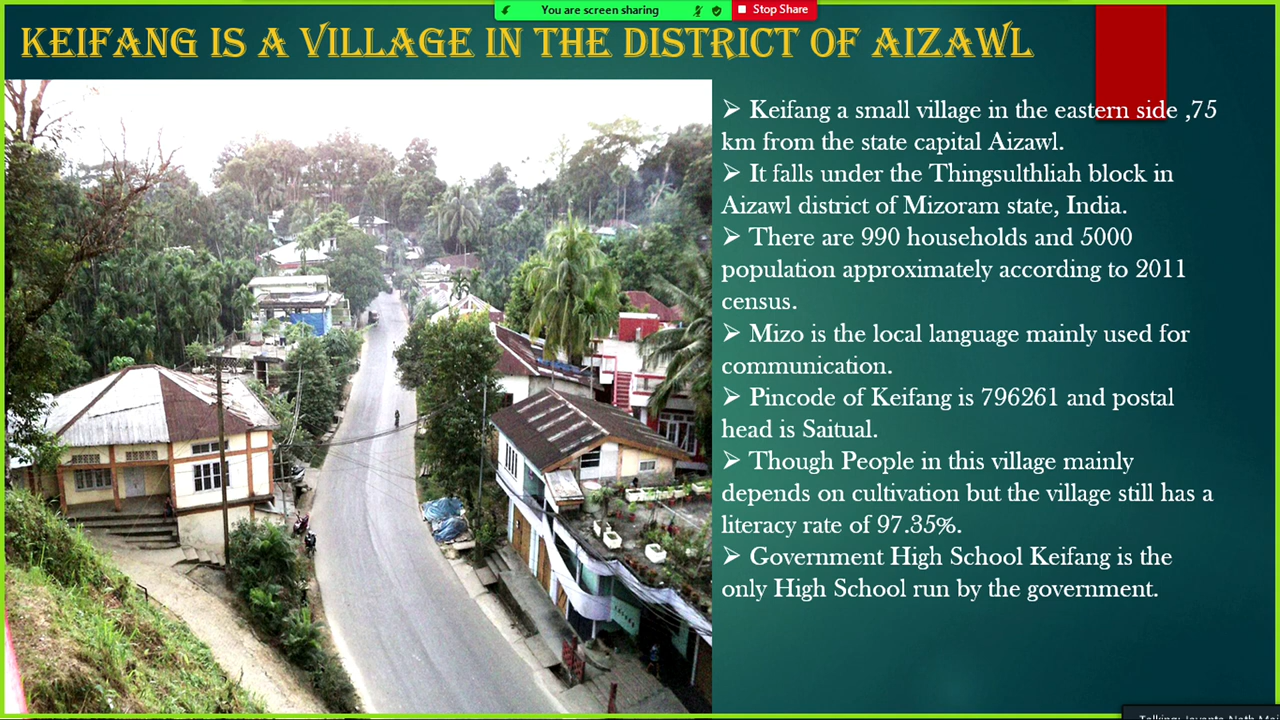 You are screen sharing
Stop Share
KEIFANG IS A VILLAGE IN THE DISTRICT OF AIZAWL
➢ Keifang a small village in the eastern side ,75
km from the state capital Aizawl.
➢ It falls under the Thingsulthliah block in
Aizawl district of Mizoram state, India.
➢ There are 990 households and 5000
population approximately according to 2011
census.
➢ Mizo is the local language mainly used for
communication.
➢ Pincode of Keifang is 796261 and postal
head is Saitual.
➢ Though People in this village mainly
depends on cultivation but the village still has a
literacy rate of 97.35%.
➢ Government High School Keifang is the
only High School run by the government.